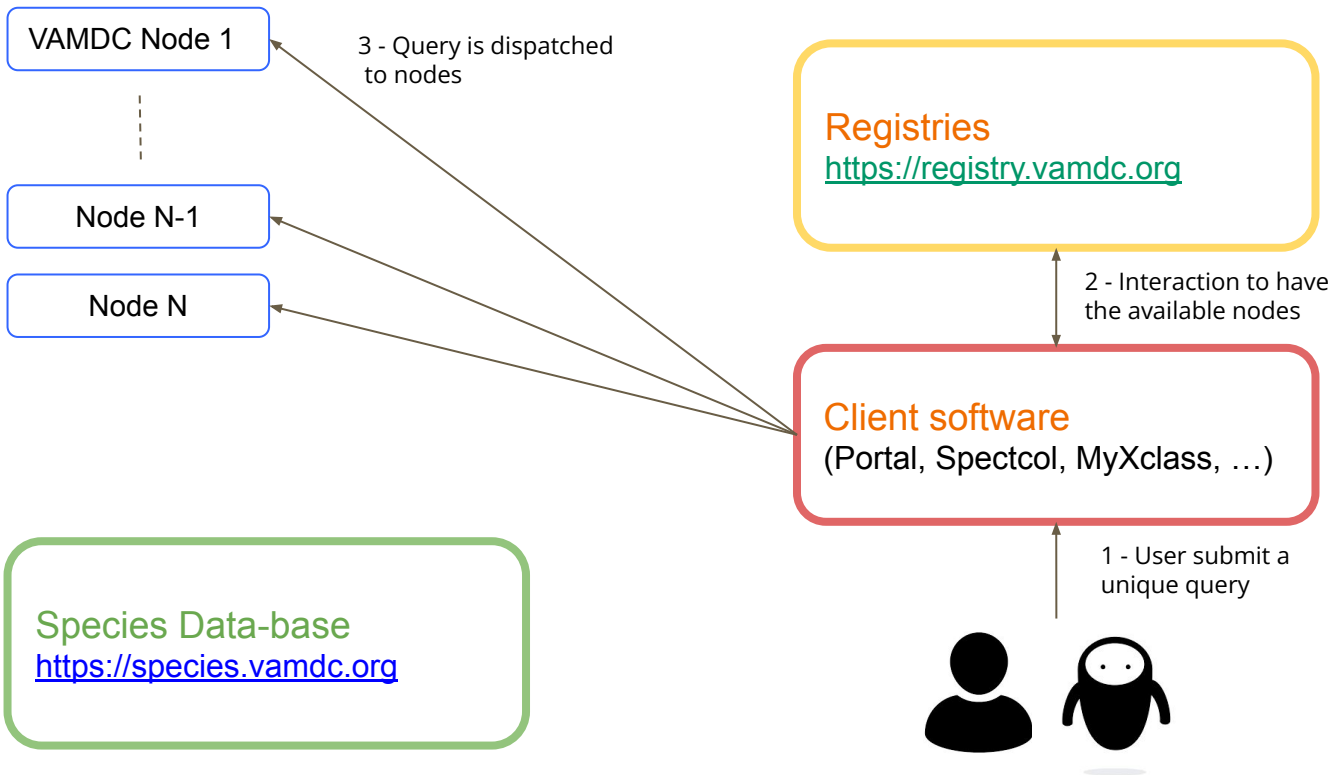 VAMDC Node 1
3 - Query is dispatched
to nodes
Registries
https://registry.vamdc.org
Node N-1
Node N
2 - Interaction to have
the available nodes
Client software
(Portal, Spectcol, MyXclass, …)
1 - User submit a
unique query
Species Data-base
https://species.vamdc.org